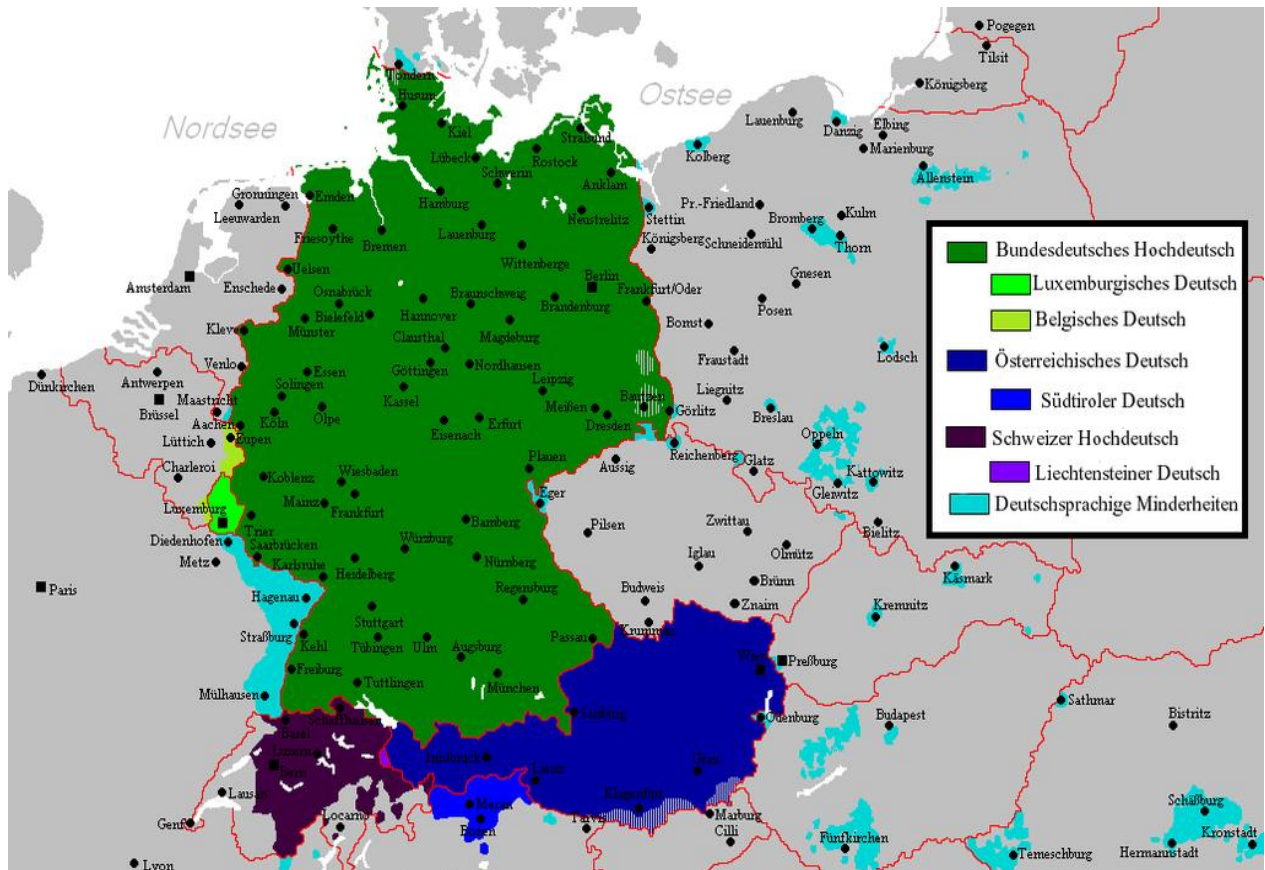 Pogegen
Tilsit
Königsberg
Ostsee
Nordsee
Tondern
Husum
Kiel
Stralsund
Lauenburg
Danzig
Elbing
Marienburg
Kolberg
Lübeck
Rostock
Schwerin
Anklam
Allenstein
Gronningen
Emden
Leeuwarden
Hamburg
Neustrelitz
Stettin
Pr.-Friedland
Kulm
Bromberg
Thorn
Friesoythe
Bremen
Lauenburg
Wittenberge
Königsberg
Schneidemühl
Bundesdeutsches Hochdeutsch
Luxemburgisches Deutsch
Belgisches Deutsch
Österreichisches Deutsch
Südtiroler Deutsch
Schweizer Hochdeutsch
Liechtensteiner Deutsch
Deutschsprachige Minderheiten
Uelsen
Amsterdam
Enschede
Osnabrück
Braunschweig
Berlin
Brandenburg
Frankfurt/Oder
Gnesen
Posen
Kleve
Münster
Bielefeld
Hannover
Clausthal
Magdeburg
Bomst
Fraustadt
Lodsch
Venlo
Essen
Göttingen
Nordhausen
Dünkirchen
Antwerpen
Maastricht
Brüssel
Solingen
Kassel
Leipzig
Bautzen
Liegnitz
Breslau
Aachen
Köln
Olpe
Eisenach
Erfurt
Meißen
Dresden
Görlitz
Lüttich
Eupen
Reichenberg
Oppeln
Charleroi
Koblenz
Wiesbaden
Plauen
Aussig
Glatz
Kattowitz
Gleiwitz
Luxemburg
Mainz
Frankfurt
Eger
Trier
Bamberg
Pilsen
Zwittau
Bielitz
Diedenhofen
Saarbrücken
Würzburg
Olmütz
Metz
Karlsruhe
Heidelberg
Nürnberg
Iglau
Käsmark
Paris
Hagenau
Regensburg
Budweis
Brünn
Znaim
Kremnitz
Straßburg
Kehl
Stuttgart
Tübingen
Ulm
Augsburg
Passau
Krummau
Freiburg
Tuttlingen
München
Wien
Preßburg
Mülhausen
Schaffhausen
Salzburg
Ödenburg
Budapest
Sathmar
Bistritz
Basel
Luzern
Bern
Innsbruck
Lienz
Graz
Lausan
Meran
Bozen
Klagenfurt
Genf
Locarno
Tarvis
Marburg
Cilli
Fünfkirchen
Schäßburg
Kronstadt
Hermannstadt
Temeschburg
Lyon